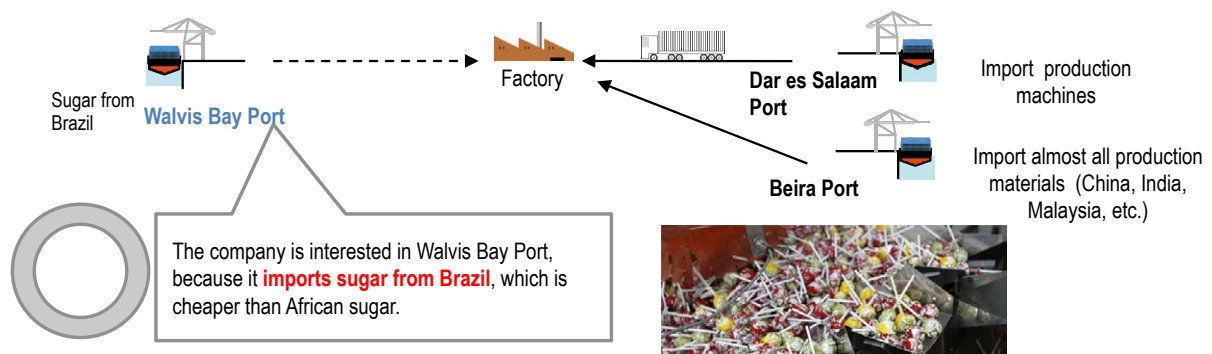 Sugar from
Brazil
Walvis Bay Port
Factory
Dar es Salaam
Port
Import production
machines
Beira Port
Import almost all production
materials (China, India,
Malaysia, etc.)
The company is interested in Walvis Bay Port,
because it imports sugar from Brazil, which is
cheaper than African sugar.